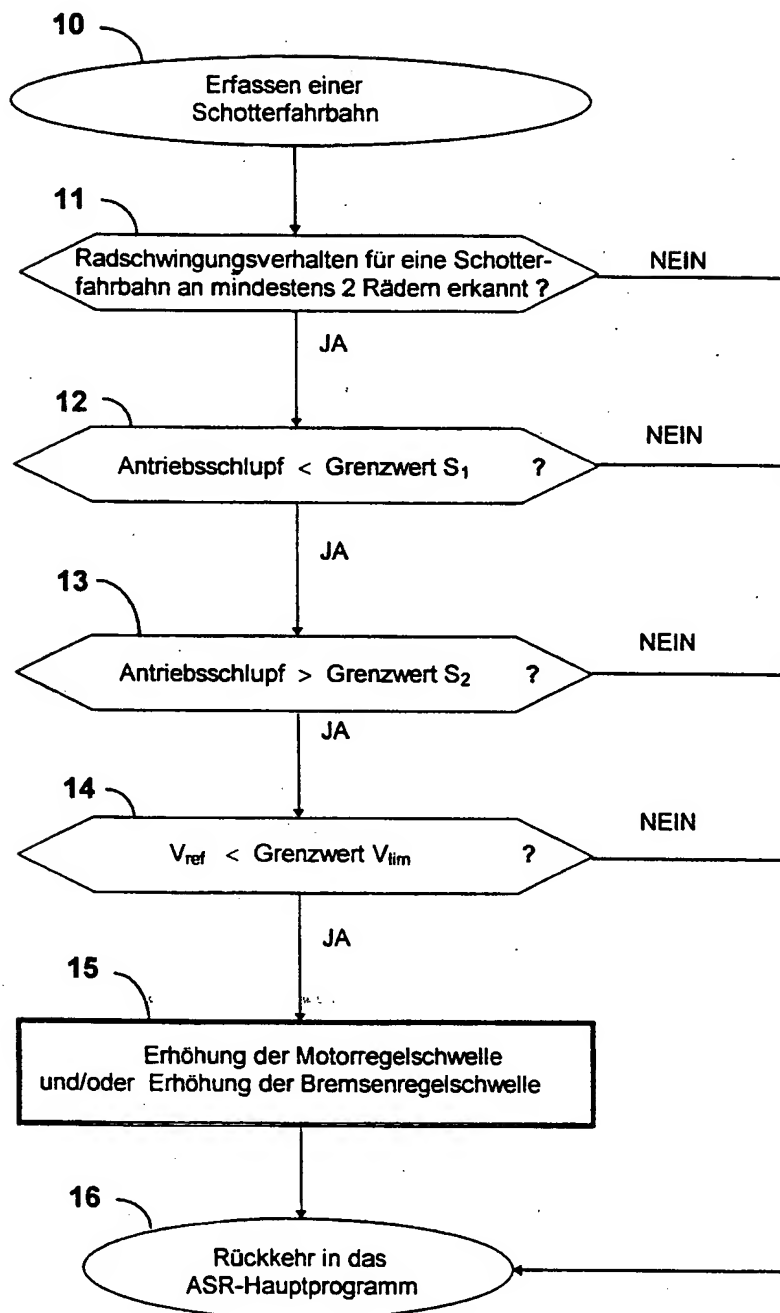 10
Erfassen einer
Schotterfahrbahn
11
Radschwingungsverhalten für eine Schotter-
fahrbahn an mindestens 2 Rädern erkannt ?
NEIN
JA
12
Antriebsschlupf < Grenzwert S1 ?
NEIN
JA
13
Antriebsschlupf > Grenzwert S2 ?
NEIN
JA
14
Vref < Grenzwert Vlim ?
NEIN
JA
15
Erhöhung der Motorregelschwelle
und/oder Erhöhung der Bremsenregelschwelle
16
Rückkehr in das
ASR-Hauptprogramm